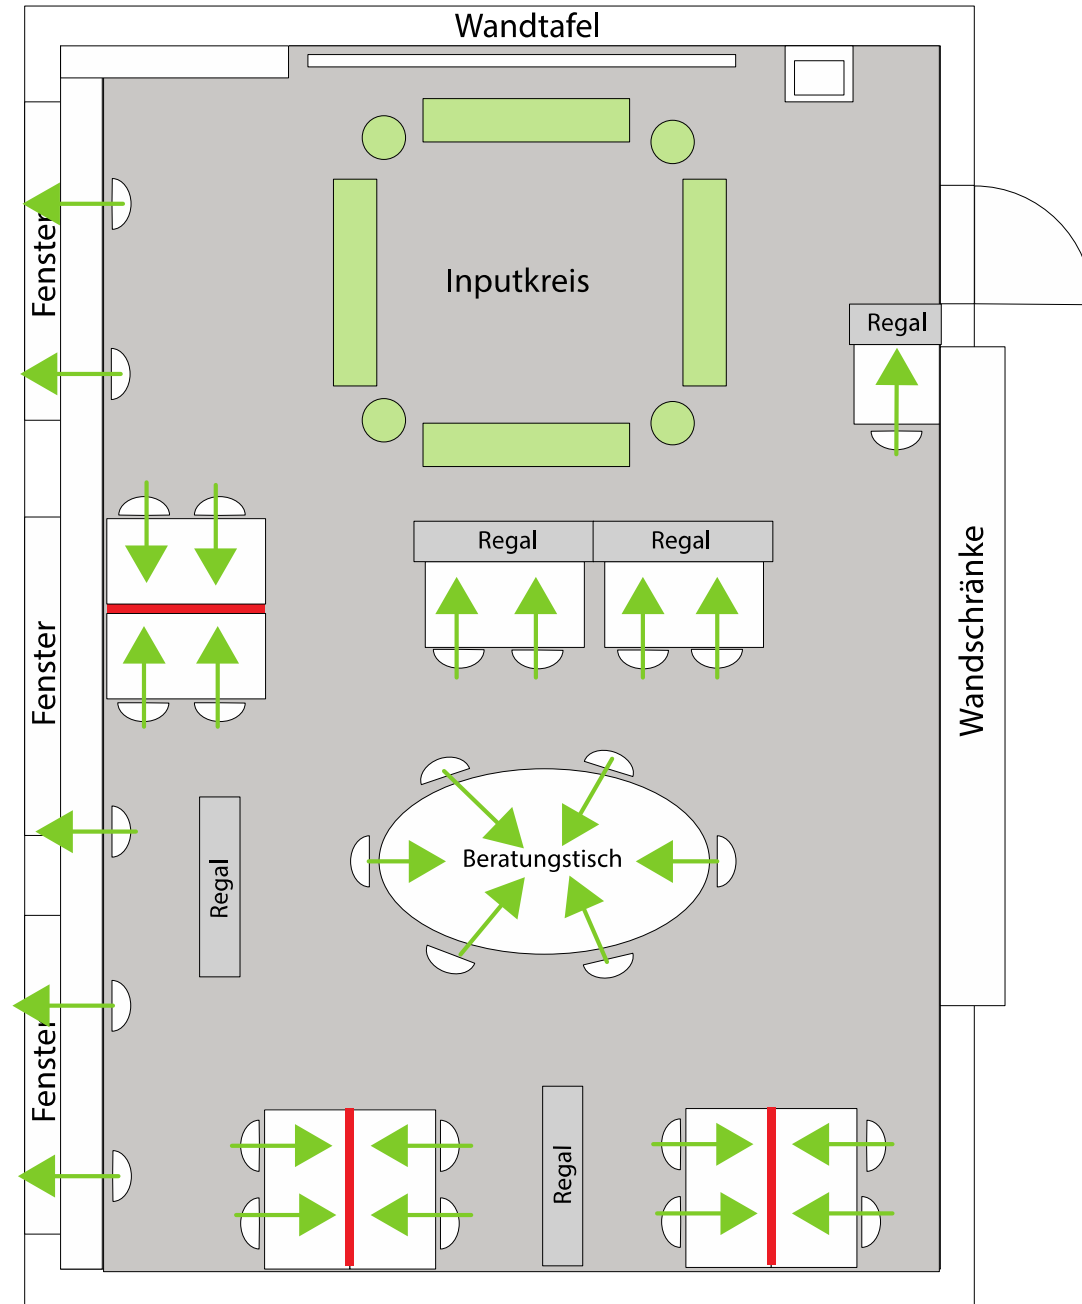 Wandtafel
Fenster
Inputkreis
Regal
Regal
Regal
Fenster
Wandschränke
Beratungstisch
Regal
Fenster
Regal